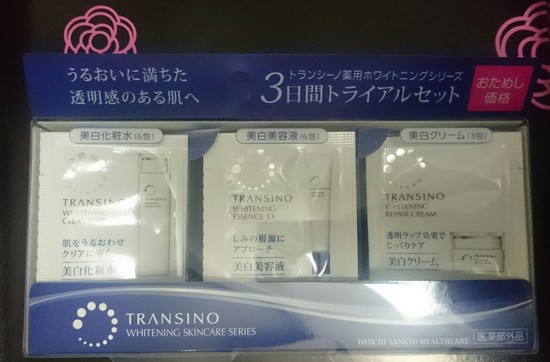 うるおいに満ちた
透明感のある肌へ
トランシーノ薬用ホワイトニングシリーズ
3日間トライアルセット
おためし
価格
美白化粧水(6包)
TRANSINO
WHITENING
CLEAR
肌をうるおわせ
クリアに導く
美白化粧水
美白美容液(6包)
TRANSINO
WHITENING
ESSENCE EX
しみの根源に
アプローチ
美白美容液
美白クリーム(3包)
TRANSINO
WHITENING
REPAIR CREAM
透明ラップ効果で
じっくりケア
美白クリーム
TRANSINO
WHITENING SKINCARE SERIES
DAIICHI SANKYO HEALTHCARE
医薬部外品